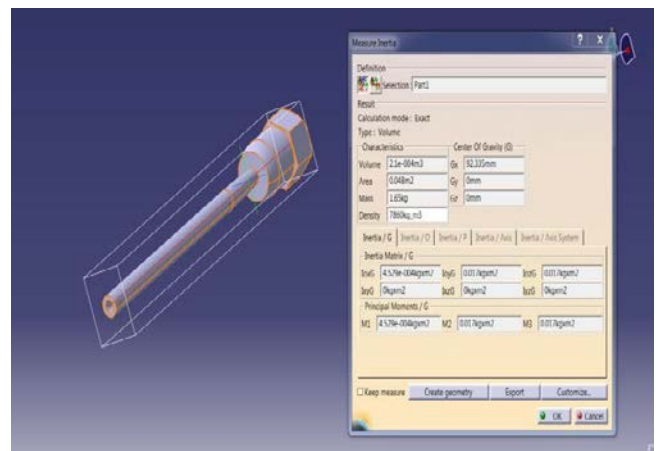 Measure Inertia ? X
Definition
Selection : Part1
Result
Calculation mode : Exact
Type : Volume
Characteristics Center Of Gravity (G)
Volume 2.1e-004m3 Gx 92.335mm
Area 0.048m2 Gy 0mm
Mass 1.65kg Gz 0mm
Density 7860kg_m3
Inertia / G Inertia / O Inertia / P Inertia / Axis Inertia / Axis System
Inertia Matrix / G
IoxG 4.529e-004kgxm2 IoyG 0.017kgxm2 IozG 0.017kgxm2
IxyG 0kgxm2 IxzG 0kgxm2 IyzG 0kgxm2
Principal Moments / G
M1 4.529e-004kgxm2 M2 0.017kgxm2 M3 0.017kgxm2
Keep measure Create geometry Export Customize...
OK Cancel